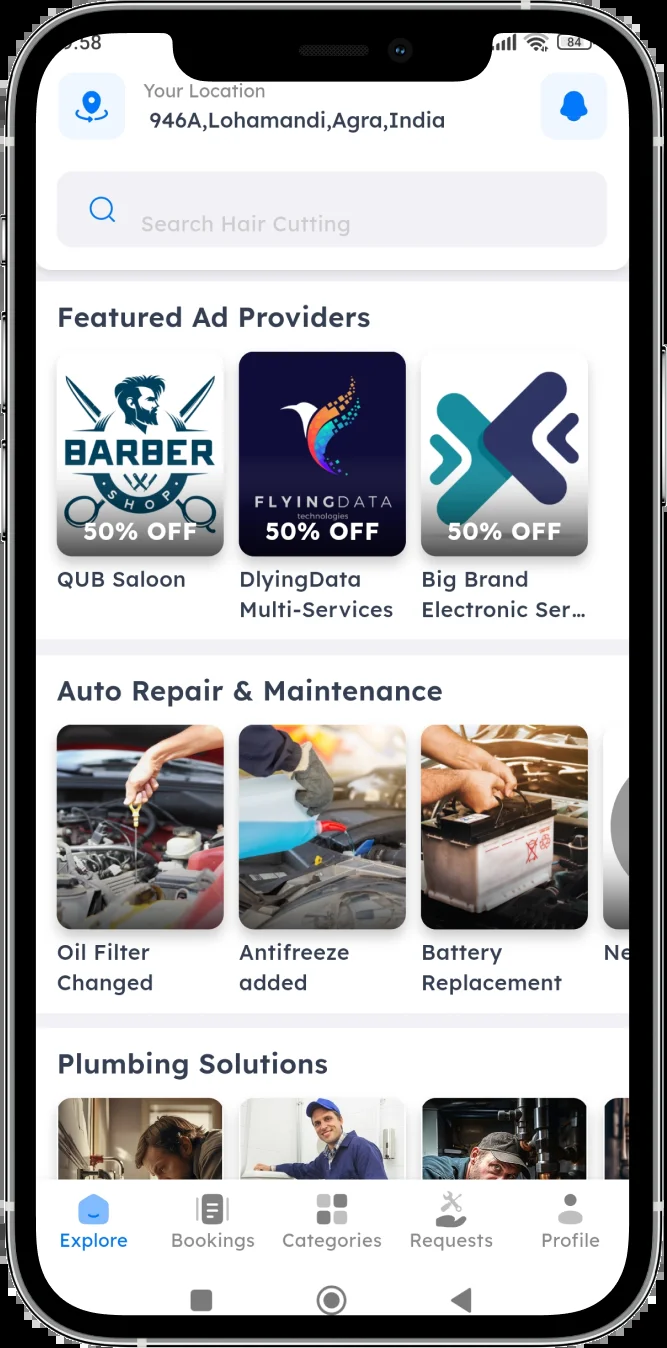 :58
84
Your Location
946A,Lohamandi,Agra,India
Search Hair Cutting
Featured Ad Providers
BARBER
SHOP
50% OFF
FLYINGDATA
technologies
50% OFF
50% OFF
QUB Saloon
DlyingData
Multi-Services
Big Brand
Electronic Ser...
Auto Repair & Maintenance
Oil Filter
Changed
Antifreeze
added
Battery
Replacement
Ne
Plumbing Solutions
Explore
Bookings
Categories
Requests
Profile